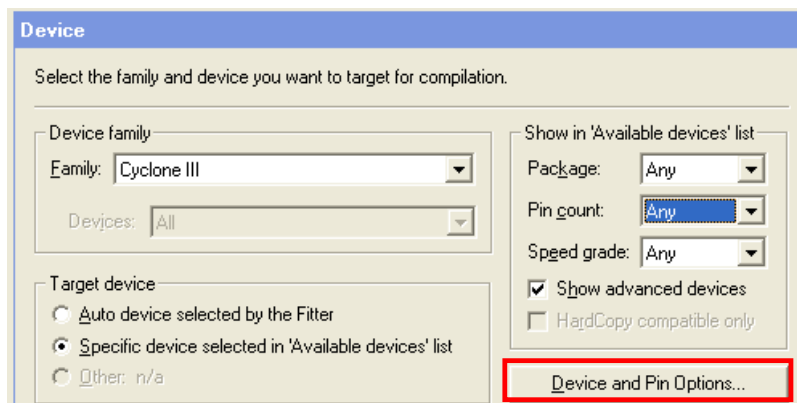 Device
Select the family and device you want to target for compilation.
Device family
Family: Cyclone III
Devices: All
Target device
Auto device selected by the Fitter
Specific device selected in 'Available devices' list
Other: n/a
Show in 'Available devices' list
Package: Any
Pin count: Any
Speed grade: Any
Show advanced devices
HardCopy compatible only
Device and Pin Options...